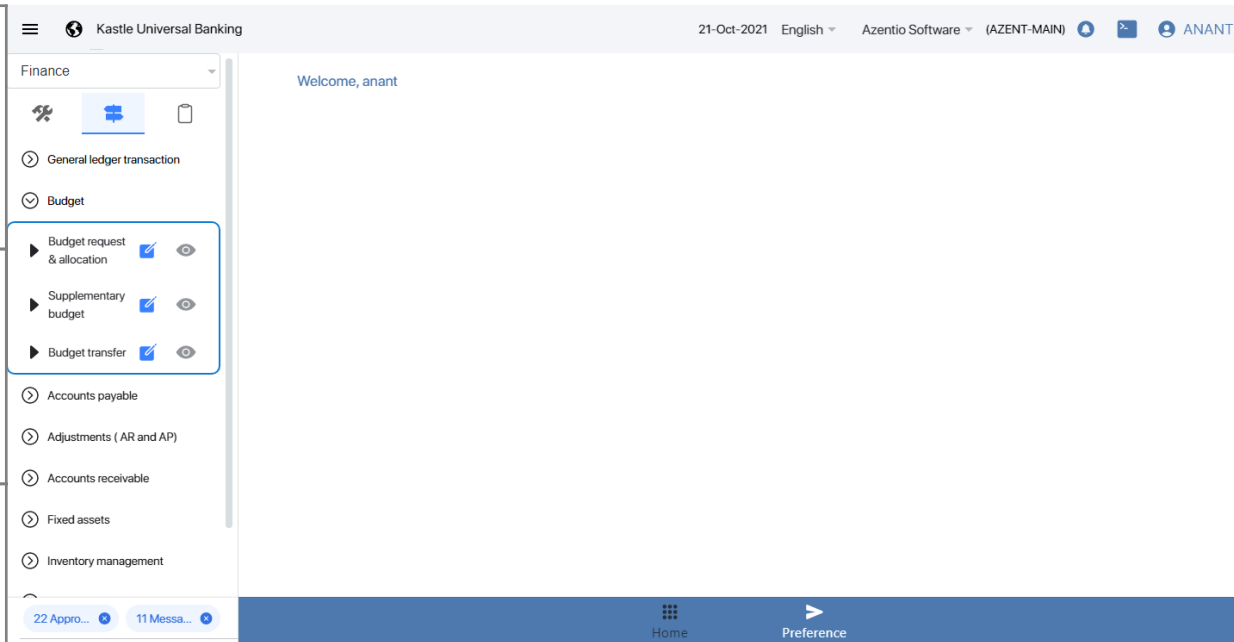 Kastle Universal Banking
21-Oct-2021 English Azentio Software (AZENT-MAIN) ANANT
Finance
Welcome, anant
General ledger transaction
Budget
Budget request
& allocation
Supplementary
budget
Budget transfer
Accounts payable
Adjustments ( AR and AP)
Accounts receivable
Fixed assets
Inventory management
22 Appro... 11 Messa...
Home Preference